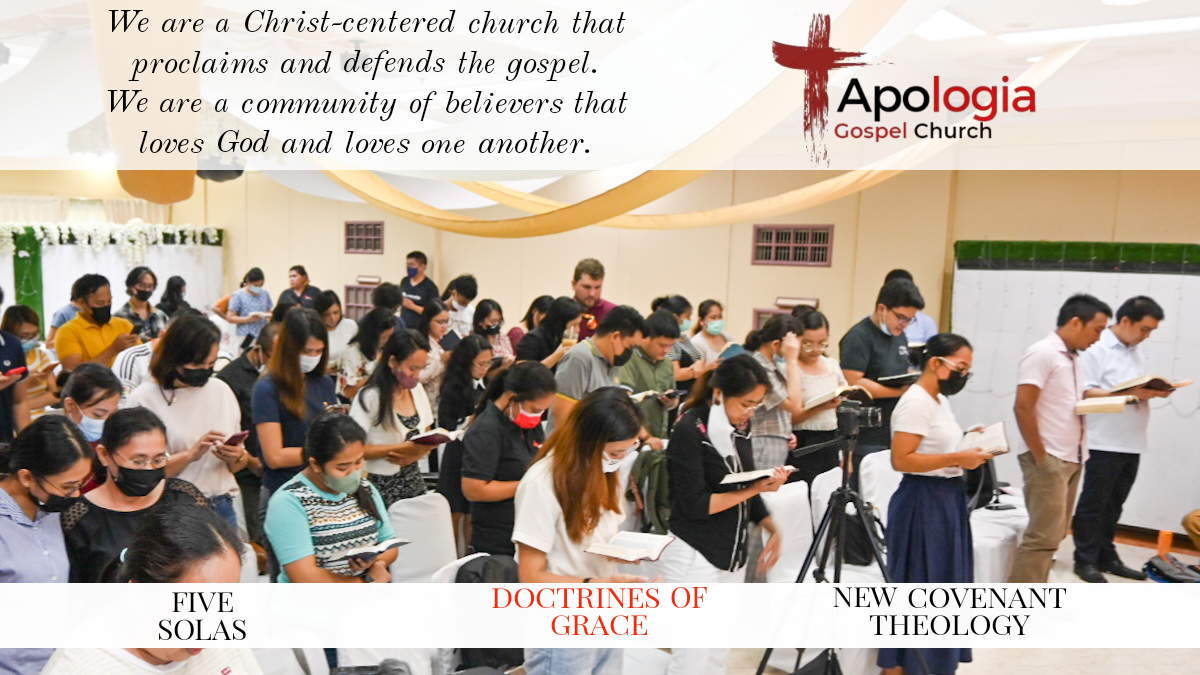 We are a Christ-centered church that
proclaims and defends the gospel.
We are a community of believers that
loves God and loves one another.
Apologia
Gospel Church
FIVE
SOLAS
DOCTRINES OF
GRACE
NEW COVENANT
THEOLOGY